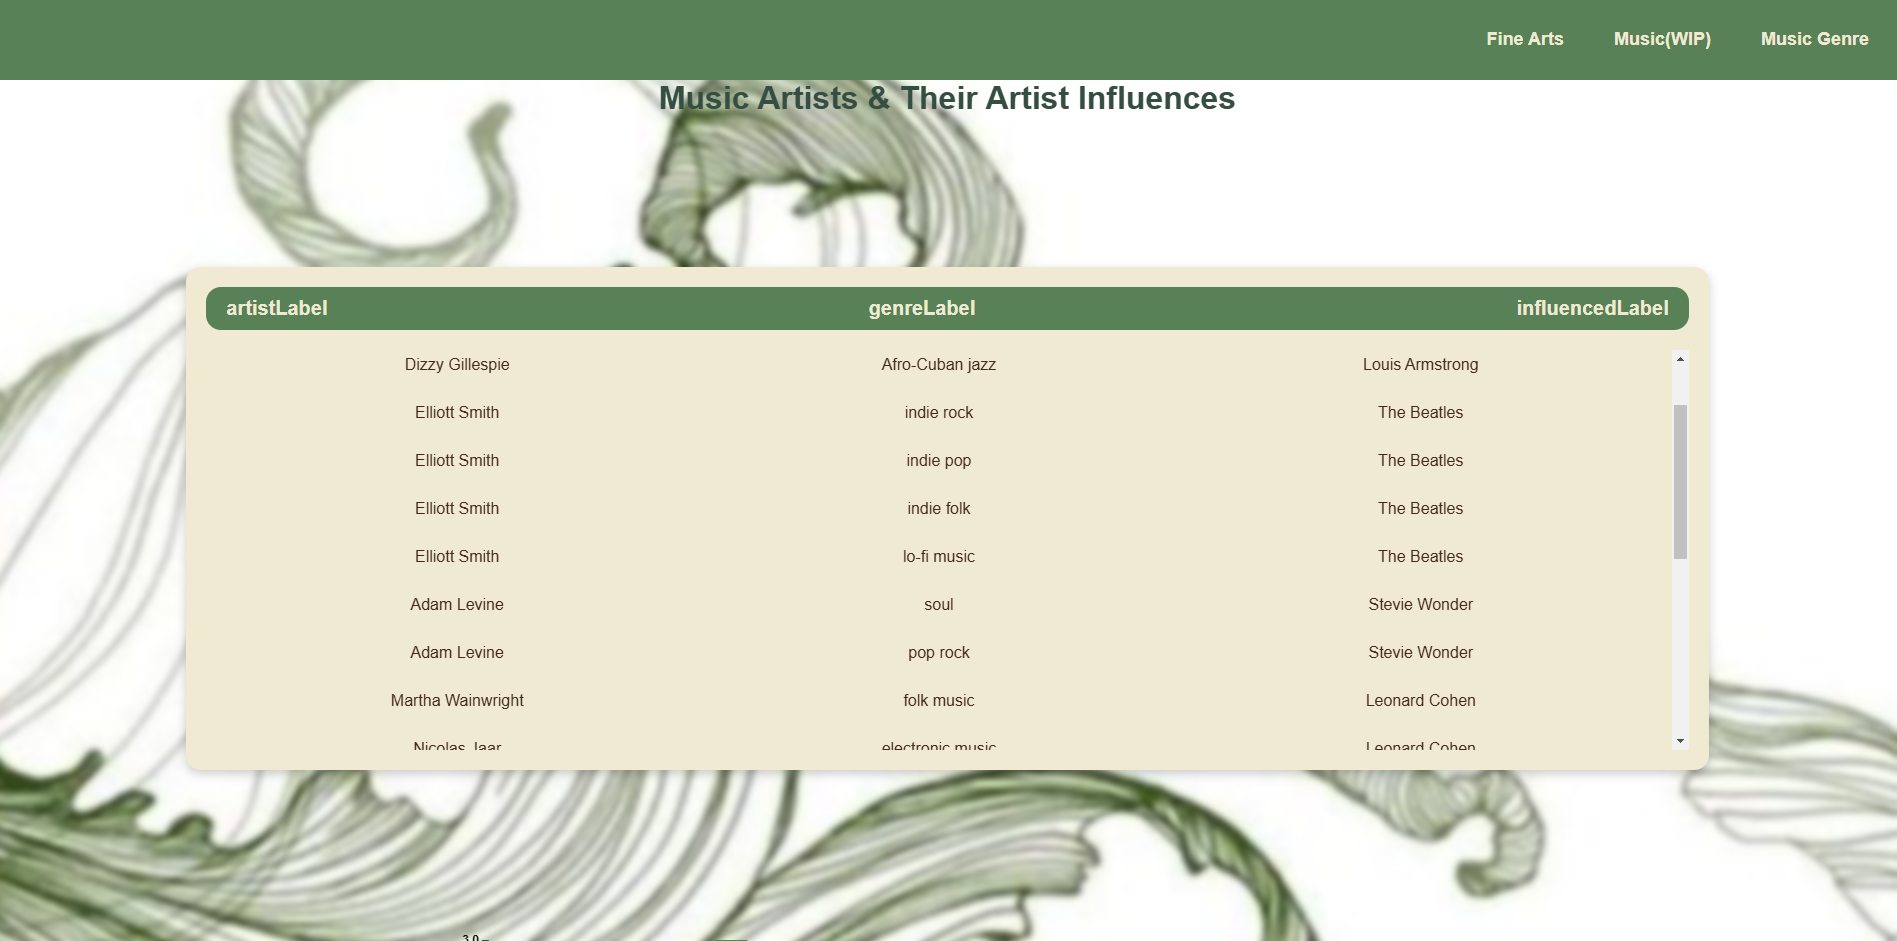 Fine Arts Music(WIP) Music Genre
Music Artists & Their Artist Influences
artistLabel genreLabel influencedLabel
Dizzy Gillespie Afro-Cuban jazz Louis Armstrong
Elliott Smith indie rock The Beatles
Elliott Smith indie pop The Beatles
Elliott Smith indie folk The Beatles
Elliott Smith lo-fi music The Beatles
Adam Levine soul Stevie Wonder
Adam Levine pop rock Stevie Wonder
Martha Wainwright folk music Leonard Cohen
Nicolas Jaar electronic music Leonard Cohen
3.0